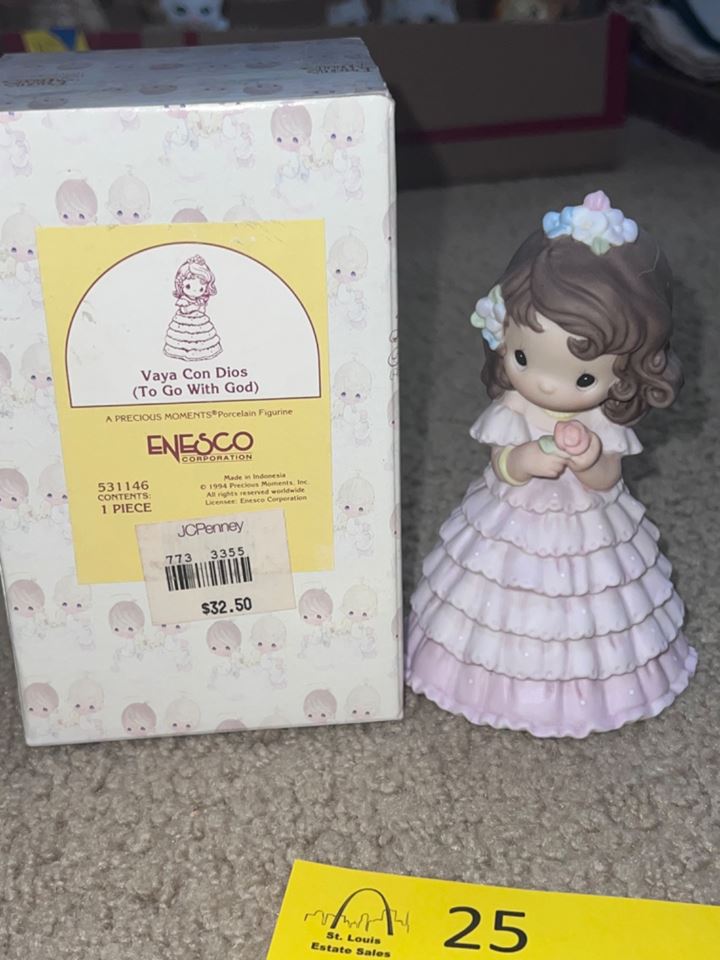 Vaya Con Dios
(To Go With God)
A PRECIOUS MOMENTS® Porcelain Figurine
ENESCO
CORPORATION
531146
CONTENTS:
1 PIECE
Made in Indonesia
© 1994 Precious Moments, Inc.
All rights reserved worldwide
Licensee: Enesco Corporation
JCPenney
773 3355
$32.50
St. Louis
Estate Sales
25